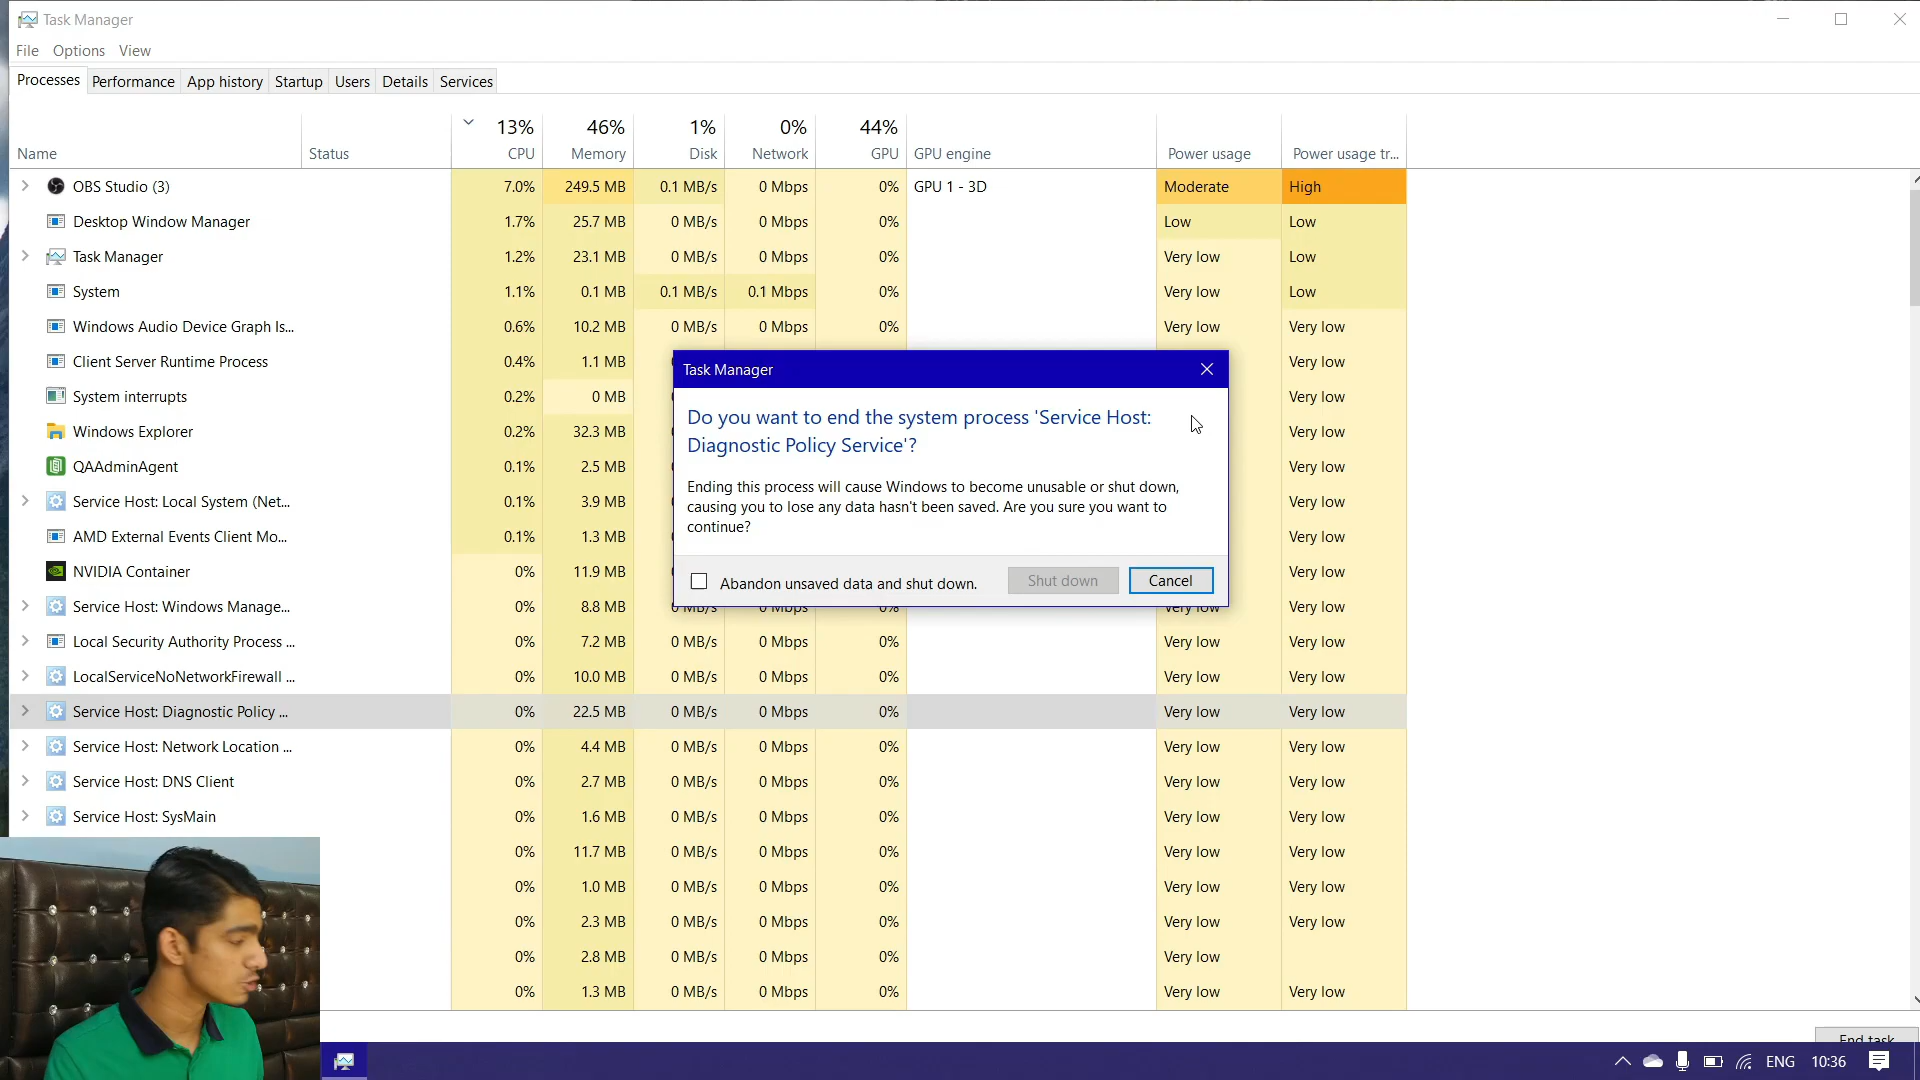 Task Manager
File Options View
Processes Performance App history Startup Users Details Services
13% 46% 1% 0% 44%
Name Status CPU Memory Disk Network GPU GPU engine Power usage Power usage tr...
OBS Studio (3) 7.0% 249.5 MB 0.1 MB/s 0 Mbps 0% GPU 1 - 3D Moderate High
Desktop Window Manager 1.7% 25.7 MB 0 MB/s 0 Mbps 0% Low Low
Task Manager 1.2% 23.1 MB 0 MB/s 0 Mbps 0% Very low Low
System 1.1% 0.1 MB 0.1 MB/s 0.1 Mbps 0% Very low Low
Windows Audio Device Graph Is... 0.6% 10.2 MB 0 MB/s 0 Mbps 0% Very low Very low
Client Server Runtime Process 0.4% 1.1 MB Very low
System interrupts 0.2% 0 MB Very low
Windows Explorer 0.2% 32.3 MB Very low
QAAdminAgent 0.1% 2.5 MB Very low
Service Host: Local System (Net... 0.1% 3.9 MB Very low
AMD External Events Client Mo... 0.1% 1.3 MB Very low
NVIDIA Container 0% 11.9 MB Very low
Service Host: Windows Manage... 0% 8.8 MB 0 MB/s 0 Mbps 0% Very low Very low
Local Security Authority Process ... 0% 7.2 MB 0 MB/s 0 Mbps 0% Very low Very low
LocalServiceNoNetworkFirewall ... 0% 10.0 MB 0 MB/s 0 Mbps 0% Very low Very low
Service Host: Diagnostic Policy ... 0% 22.5 MB 0 MB/s 0 Mbps 0% Very low Very low
Service Host: Network Location ... 0% 4.4 MB 0 MB/s 0 Mbps 0% Very low Very low
Service Host: DNS Client 0% 2.7 MB 0 MB/s 0 Mbps 0% Very low Very low
Service Host: SysMain 0% 1.6 MB 0 MB/s 0 Mbps 0% Very low Very low
0% 11.7 MB 0 MB/s 0 Mbps 0% Very low Very low
0% 1.0 MB 0 MB/s 0 Mbps 0% Very low Very low
0% 2.3 MB 0 MB/s 0 Mbps 0% Very low Very low
0% 2.8 MB 0 MB/s 0 Mbps 0% Very low
0% 1.3 MB 0 MB/s 0 Mbps 0% Very low Very low
Task Manager
Do you want to end the system process 'Service Host:
Diagnostic Policy Service'?
Ending this process will cause Windows to become unusable or shut down,
causing you to lose any data hasn't been saved. Are you sure you want to
continue?
Abandon unsaved data and shut down. Shut down Cancel
End task
ENG 10:36